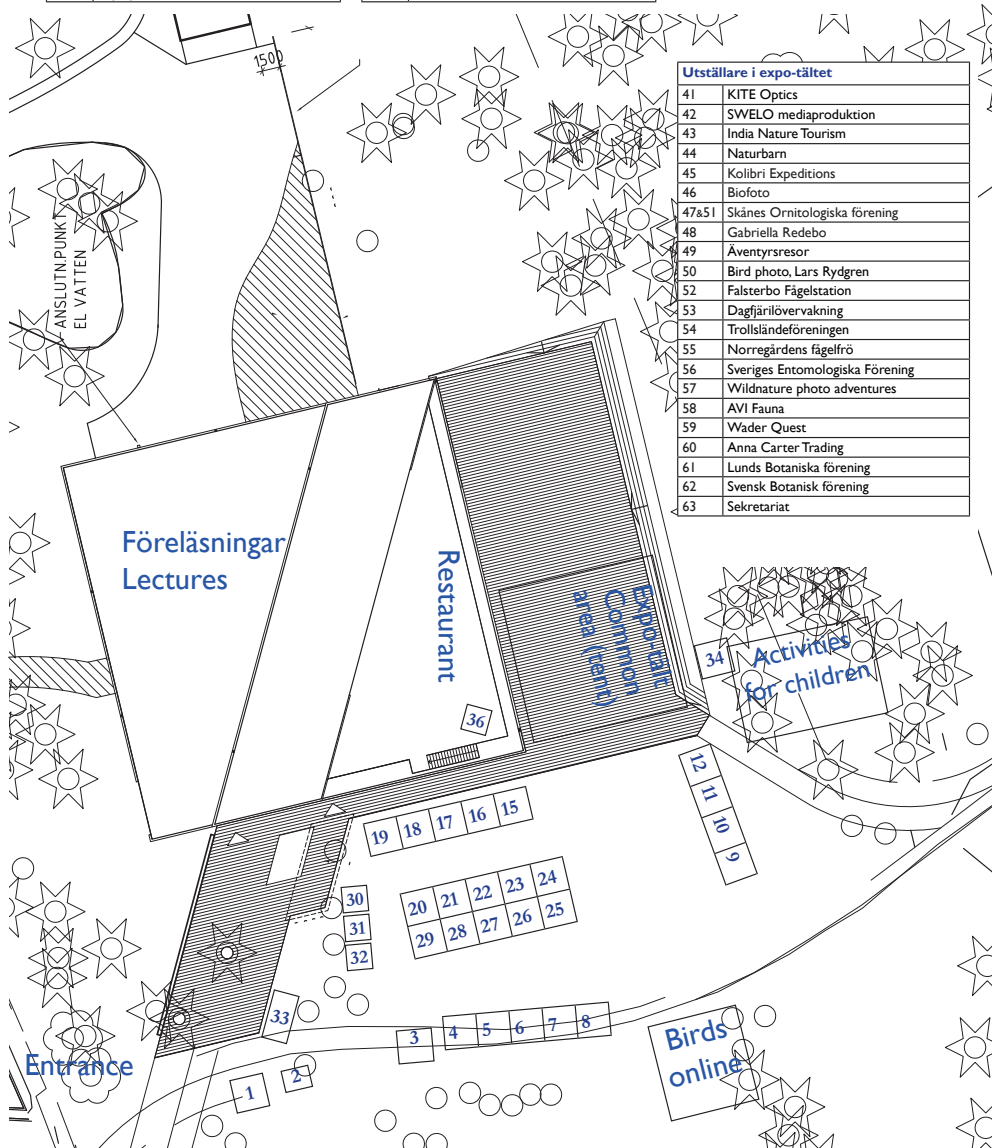 1500
ANSLUTN.PUNKT
EL VATTEN
Utställare i expo-tältet
41 KITE Optics
42 SWELO mediaproduktion
43 India Nature Tourism
44 Naturbarn
45 Kolibri Expeditions
46 Biofoto
47&51 Skånes Ornitologiska förening
48 Gabriella Redebo
49 Äventyrsresor
50 Bird photo, Lars Rydgren
52 Falsterbo Fågelstation
53 Dagfjärilövervakning
54 Trollsländeföreningen
55 Norregårdens fågelfrö
56 Sveriges Entomologiska Förening
57 Wildnature photo adventures
58 AVI Fauna
59 Wader Quest
60 Anna Carter Trading
61 Lunds Botaniska förening
62 Svensk Botanisk förening
63 Sekretariat
Föreläsningar
Lectures
Restaurant
Expo-tält
Common
area (tent)
34
Activities
for children
36
12
11
10
9
19 18 17 16 15
20 21 22 23 24
29 28 27 26 25
30
31
32
33
3 4 5 6 7 8
Birds
online
Entrance
1 2